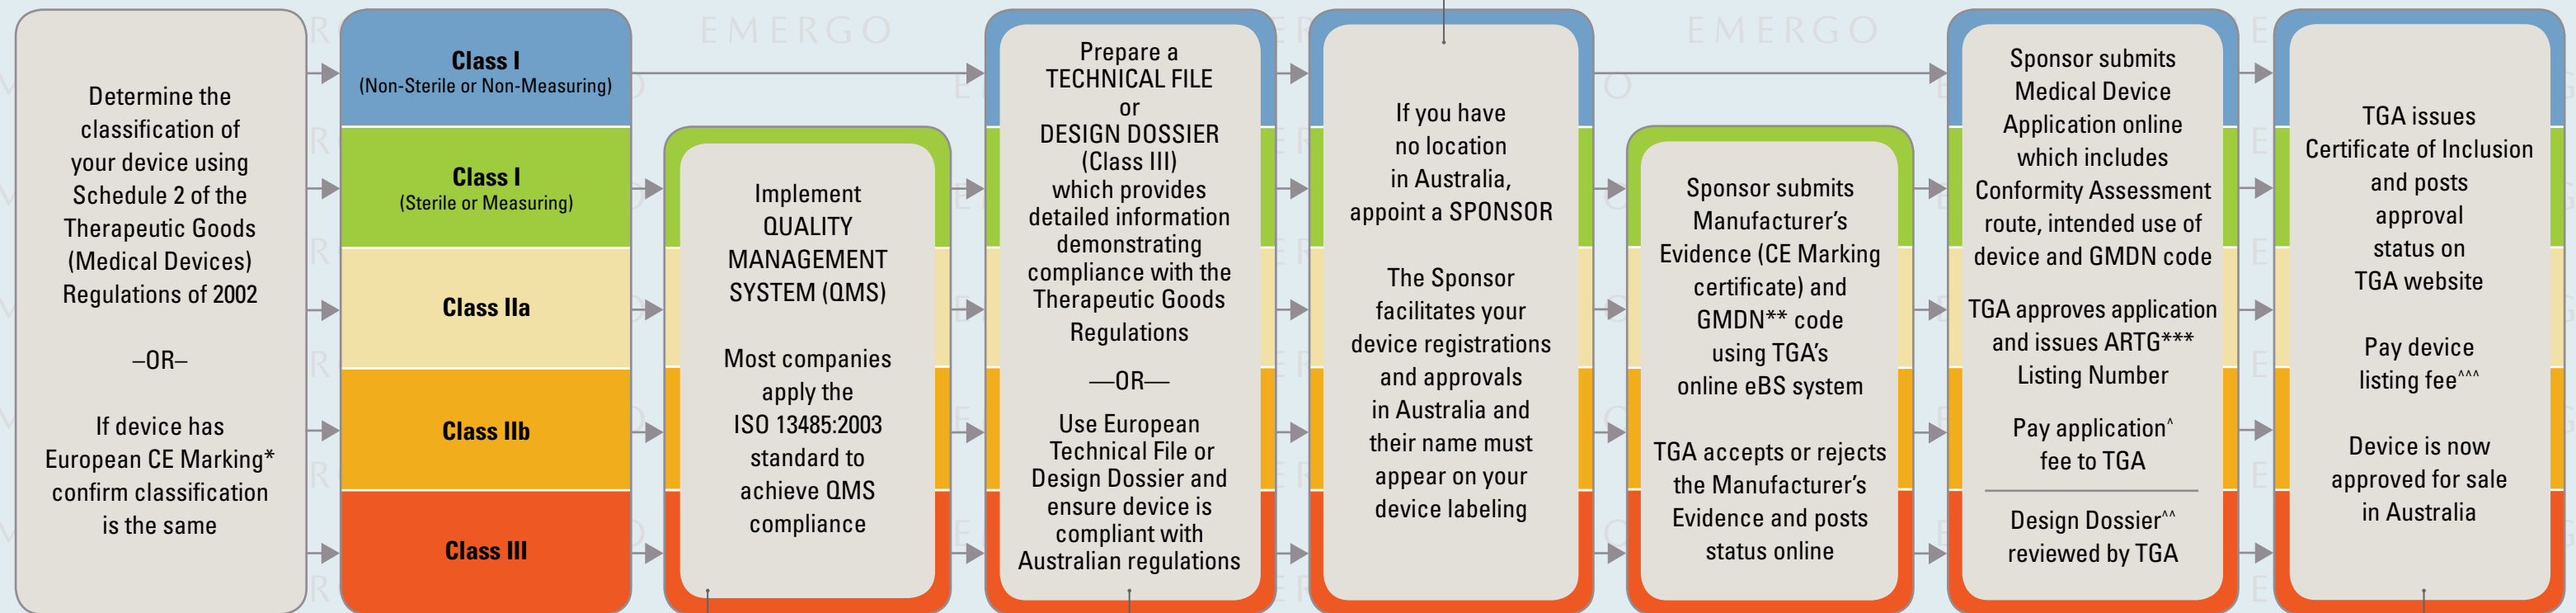 Determine the
classification of
your device using
Schedule 2 of the
Therapeutic Goods
(Medical Devices)
Regulations of 2002
–OR–
If device has
European CE Marking*
confirm classification
is the same
Class I
(Non-Sterile or Non-Measuring)
Class I
(Sterile or Measuring)
Class IIa
Class IIb
Class III
Implement
QUALITY
MANAGEMENT
SYSTEM (QMS)
Most companies
apply the
ISO 13485:2003
standard to
achieve QMS
compliance
Prepare a
TECHNICAL FILE
or
DESIGN DOSSIER
(Class III)
which provides
detailed information
demonstrating
compliance with the
Therapeutic Goods
Regulations
—OR—
Use European
Technical File or
Design Dossier and
ensure device is
compliant with
Australian regulations
If you have
no location
in Australia,
appoint a SPONSOR
The Sponsor
facilitates your
device registrations
and approvals
in Australia and
their name must
appear on your
device labeling
Sponsor submits
Manufacturer’s
Evidence (CE Marking
certificate) and
GMDN** code
using TGA’s
online eBS system
TGA accepts or rejects
the Manufacturer’s
Evidence and posts
status online
Sponsor submits
Medical Device
Application online
which includes
Conformity Assessment
route, intended use of
device and GMDN code
TGA approves application
and issues ARTG***
Listing Number
Pay application^
fee to TGA
Design Dossier^^
reviewed by TGA
TGA issues
Certificate of Inclusion
and posts
approval
status on
TGA website
Pay device
listing fee^^^
Device is now
approved for sale
in Australia
EMERGO
EMERGO